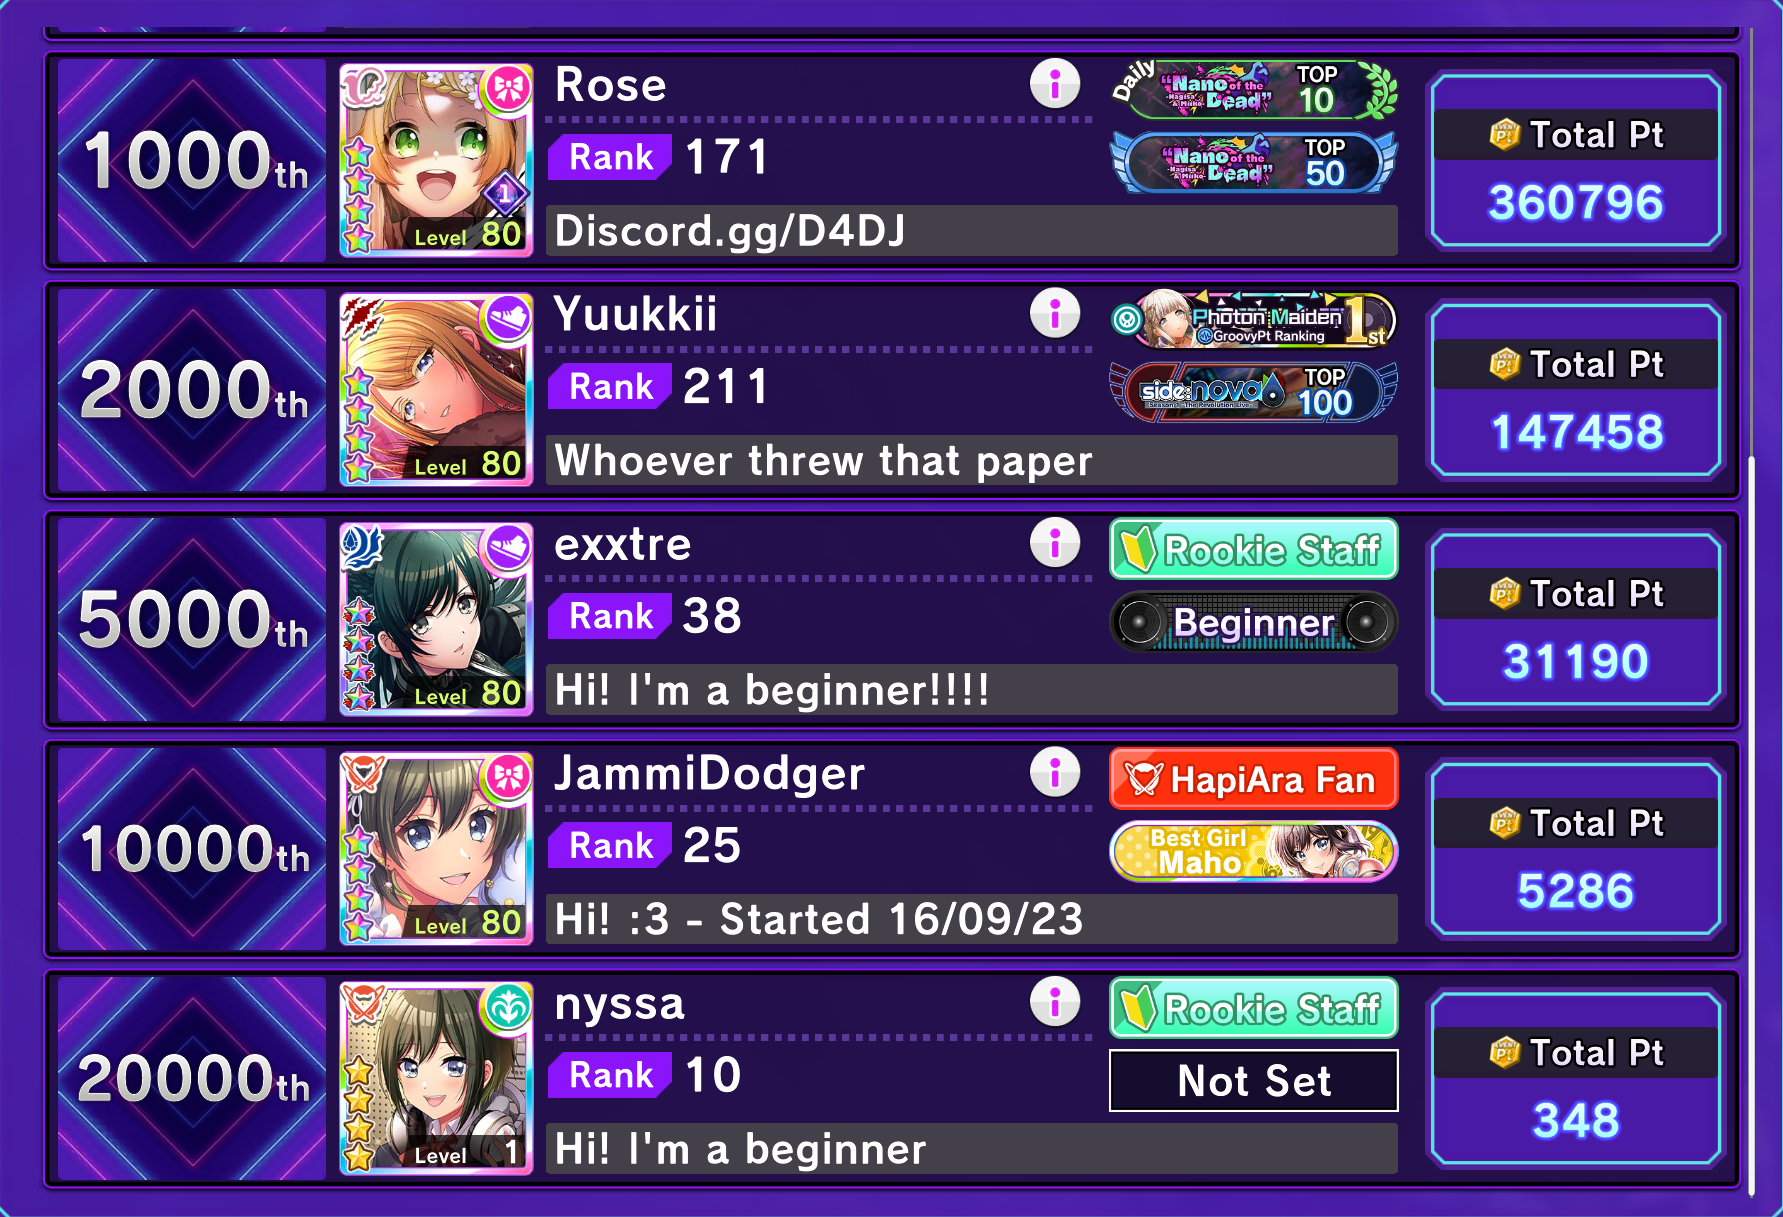 1000th
Rose
Rank 171
Discord.gg/D4DJ
Level 80
1
Daily
"Nano of the Dead"
-Nagisa & Miiko-
TOP 10
"Nano of the Dead"
-Nagisa & Miiko-
TOP 50
Total Pt
360796
2000th
Yuukkii
Rank 211
Whoever threw that paper
Level 80
Photon Maiden
GroovyPt Ranking
1st
side:nova
TOP 100
Total Pt
147458
5000th
exxtre
Rank 38
Hi! I'm a beginner!!!!
Level 80
Rookie Staff
Beginner
Total Pt
31190
10000th
JammiDodger
Rank 25
Hi! :3 - Started 16/09/23
Level 80
HapiAra Fan
Best Girl
Maho
Total Pt
5286
20000th
nyssa
Rank 10
Hi! I'm a beginner
Level 1
Rookie Staff
Not Set
Total Pt
348